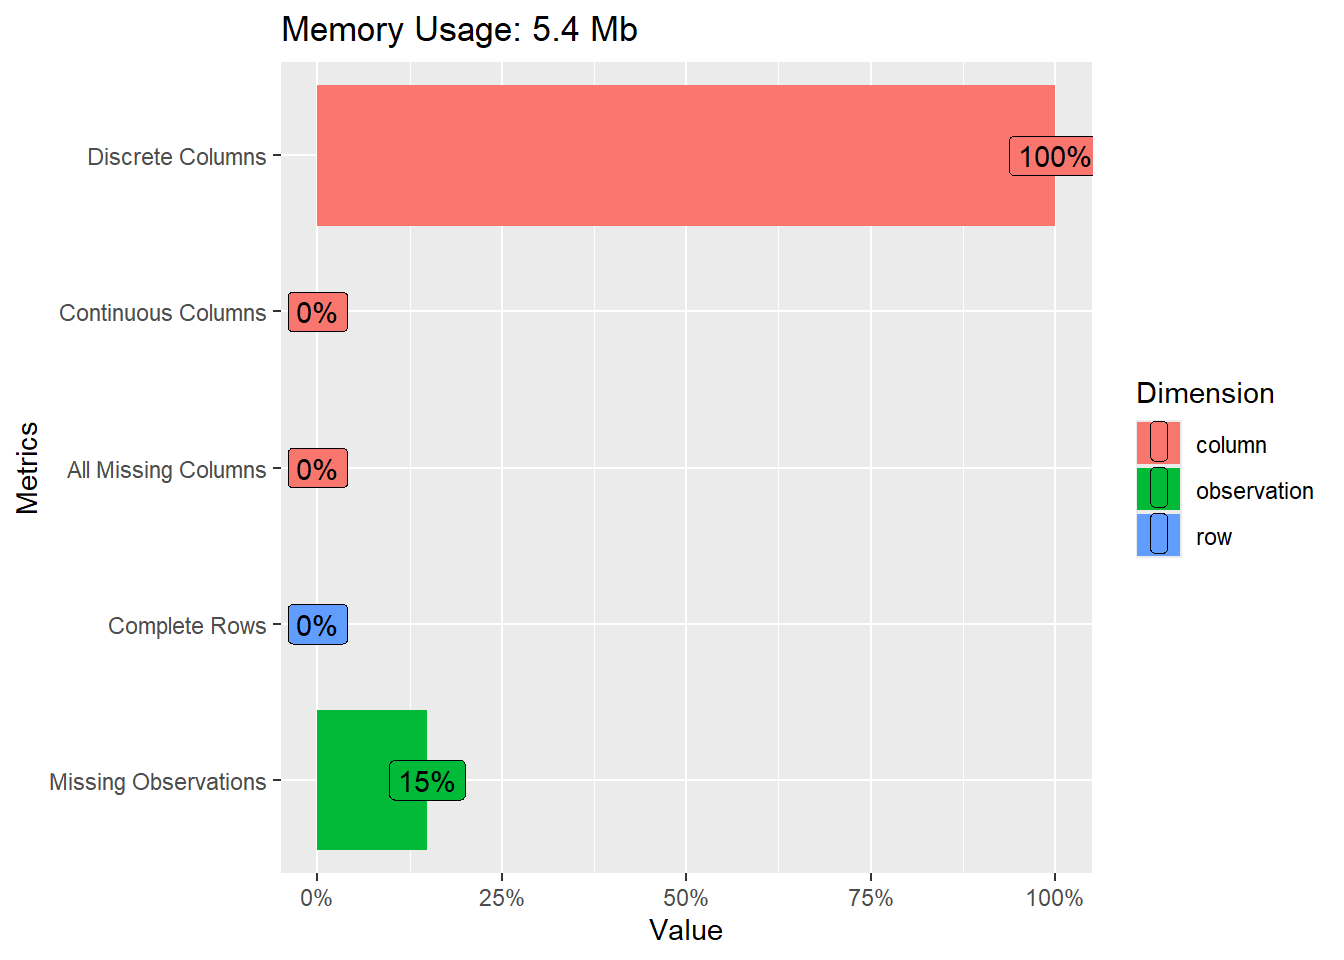 Memory Usage: 5.4 Mb
Discrete Columns
100%
Continuous Columns
0%
All Missing Columns
0%
Complete Rows
0%
Missing Observations
15%
Metrics
0%
25%
50%
75%
100%
Value
Dimension
column
observation
row